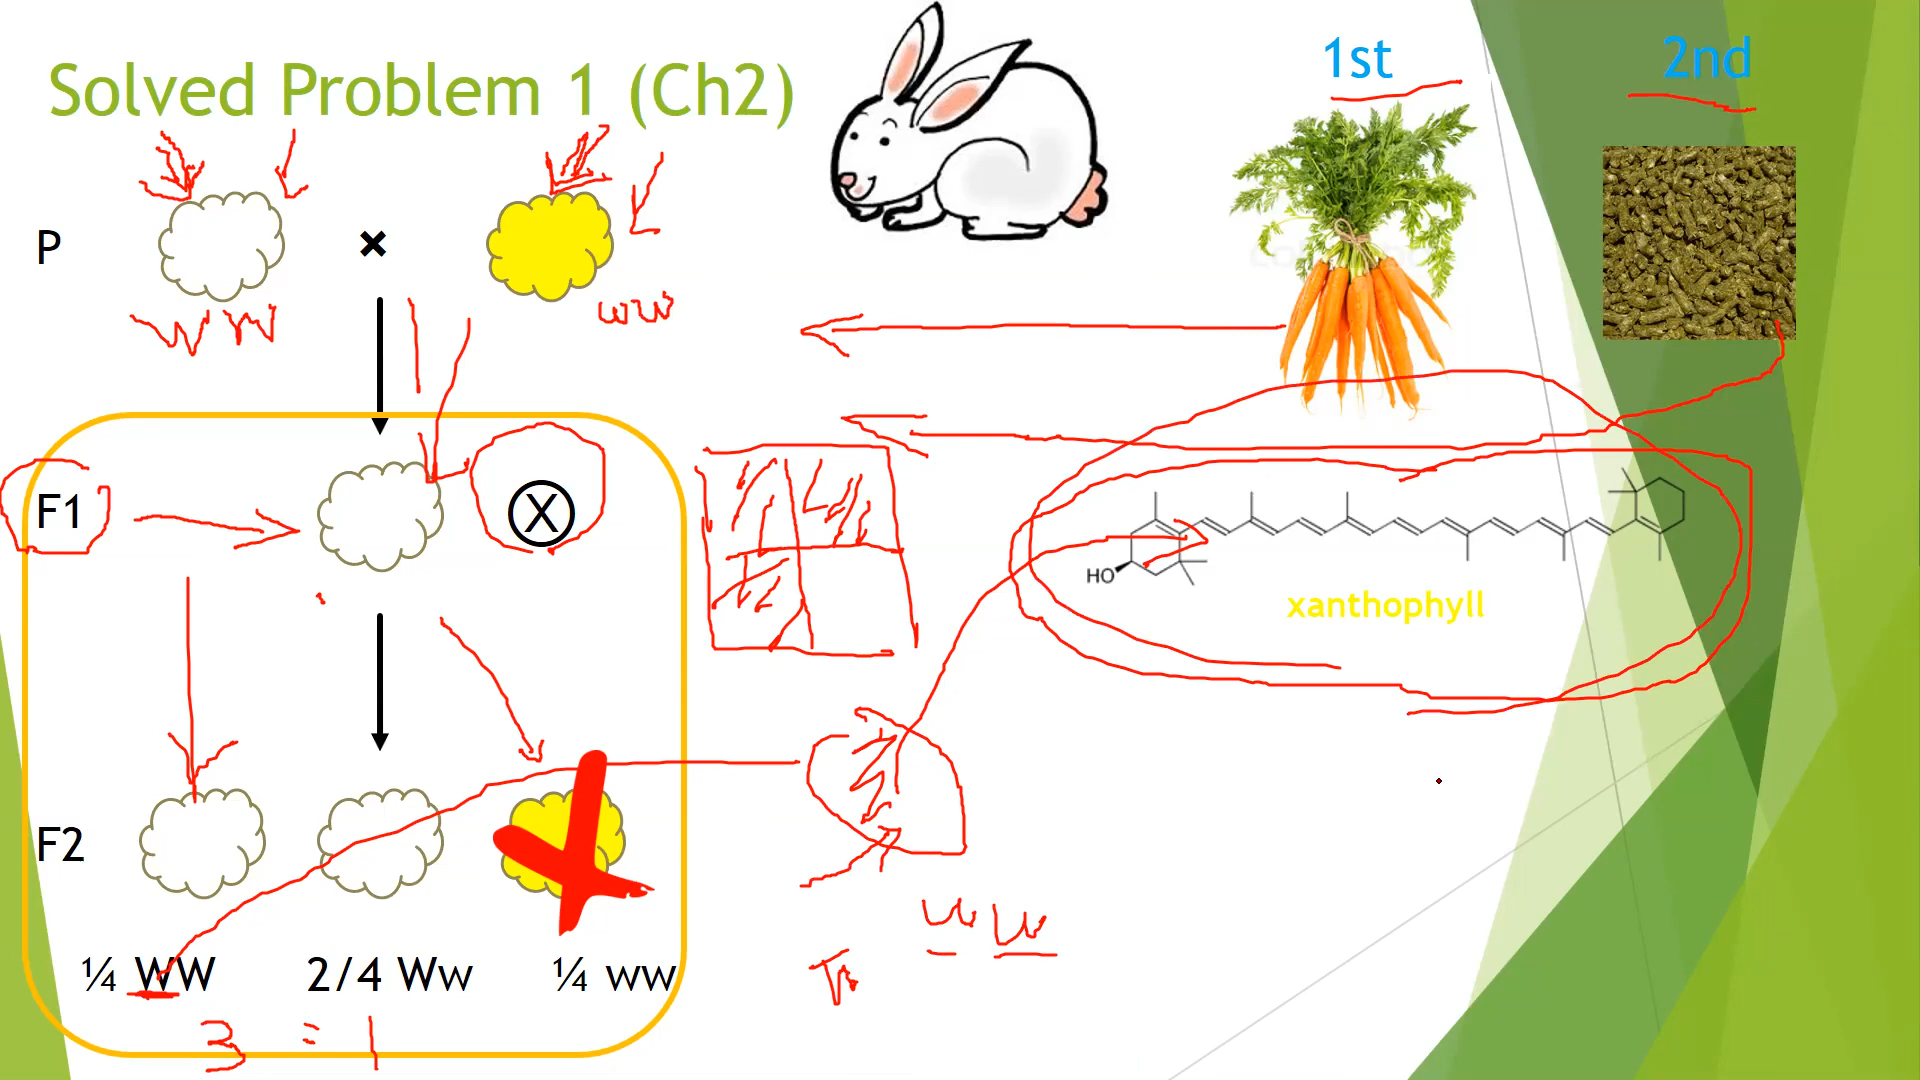 Solved Problem 1 (Ch2)
1st
2nd
P
×
WW
ww
F1
X
HO
xanthophyll
F2
ww
¼ WW
2/4 Ww
¼ ww
3 : 1